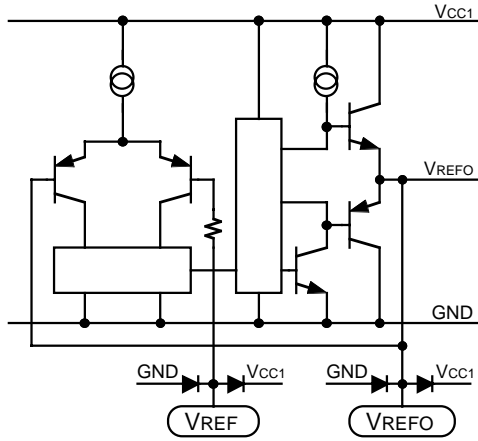 VCC1
VREFO
GND
GND VCC1 GND VCC1
VREF VREFO